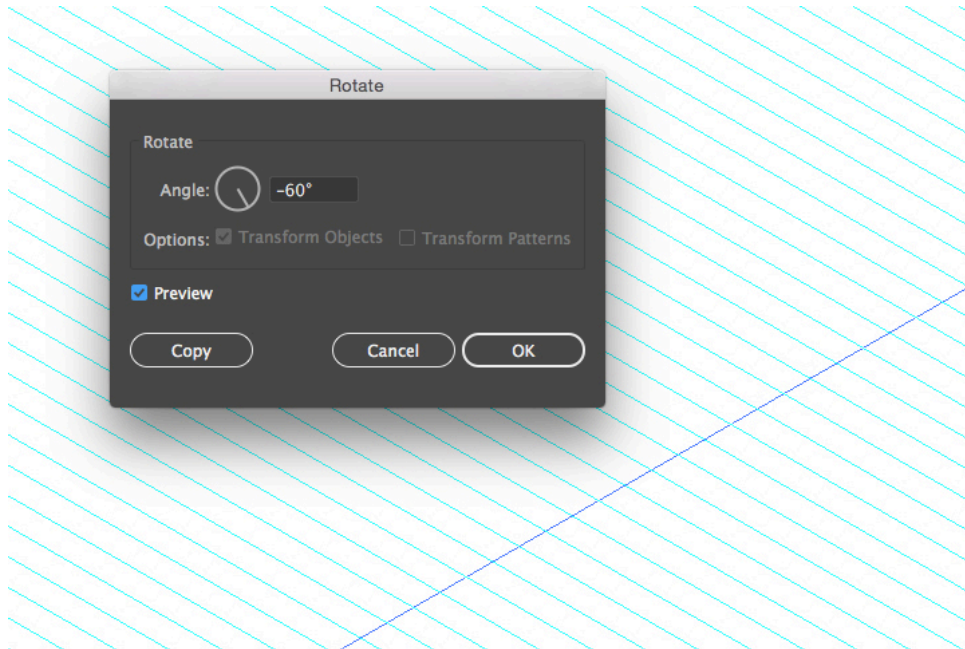 Rotate
Rotate
Angle: -60°
Options: Transform Objects Transform Patterns
Preview
Copy Cancel OK